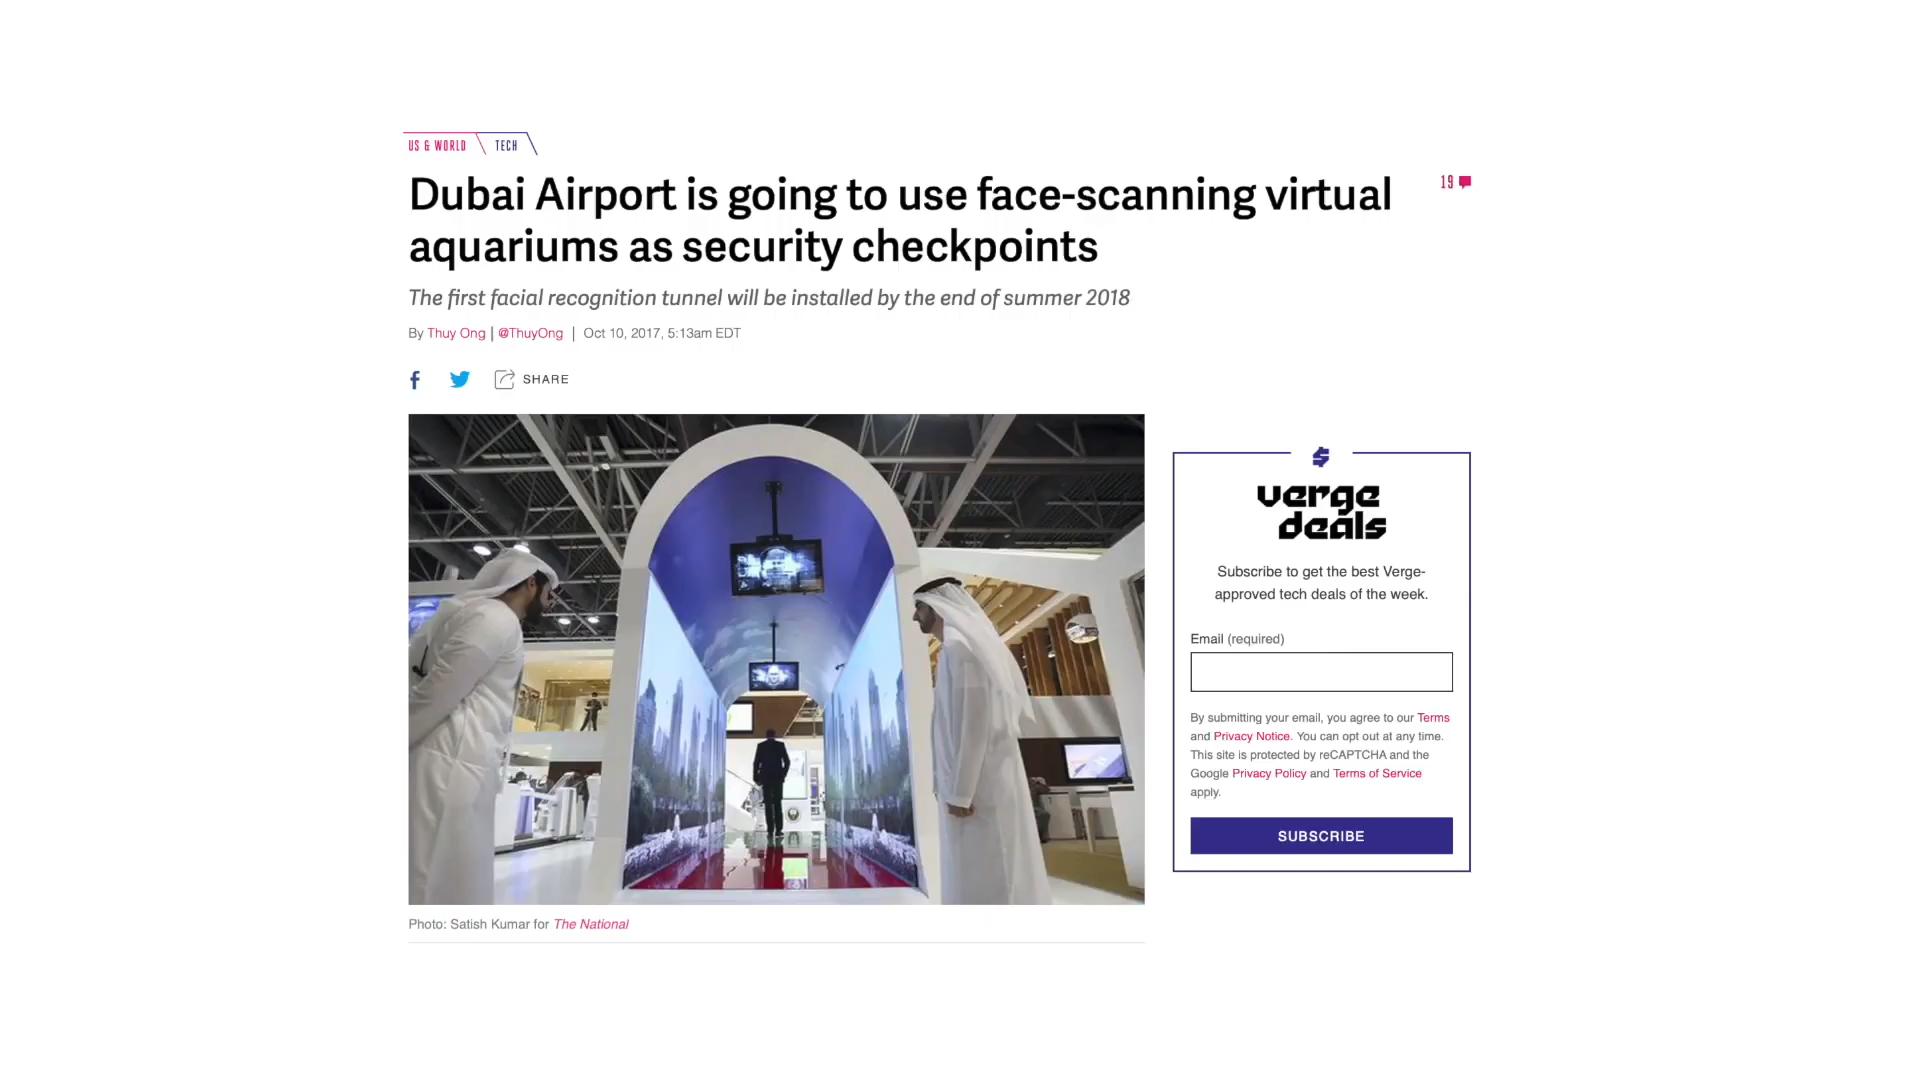 US & WORLD TECH
Dubai Airport is going to use face-scanning virtual
aquariums as security checkpoints
19
The first facial recognition tunnel will be installed by the end of summer 2018
By Thuy Ong | @ThuyOng | Oct 10, 2017, 5:13am EDT
SHARE
Photo: Satish Kumar for The National
verge
deals
Subscribe to get the best Verge-
approved tech deals of the week.
Email (required)
By submitting your email, you agree to our Terms
and Privacy Notice. You can opt out at any time.
This site is protected by reCAPTCHA and the
Google Privacy Policy and Terms of Service
apply.
SUBSCRIBE